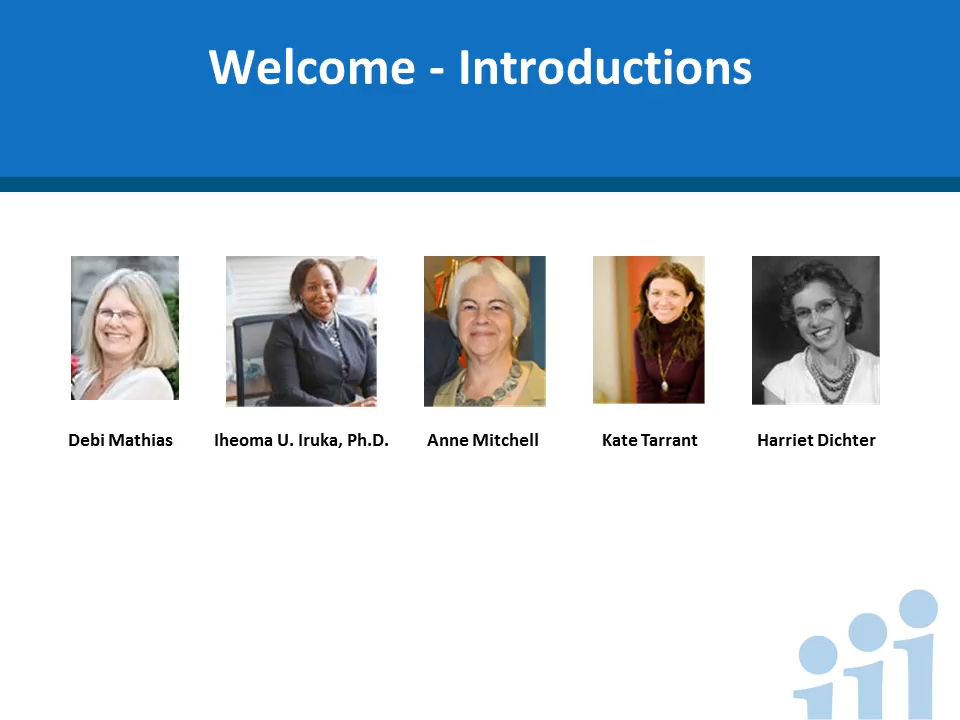 Welcome - Introductions
Debi Mathias
Iheoma U. Iruka, Ph.D.
Anne Mitchell
Kate Tarrant
Harriet Dichter